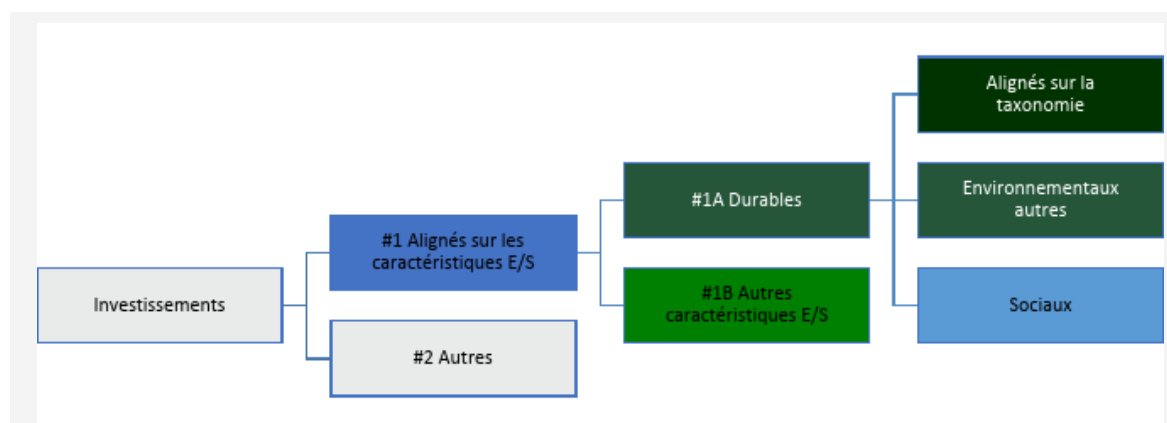 Investissements
#1 Alignés sur les
caractéristiques E/S
#2 Autres
#1A Durables
#1B Autres
caractéristiques E/S
Alignés sur la
taxonomie
Environnementaux
autres
Sociaux